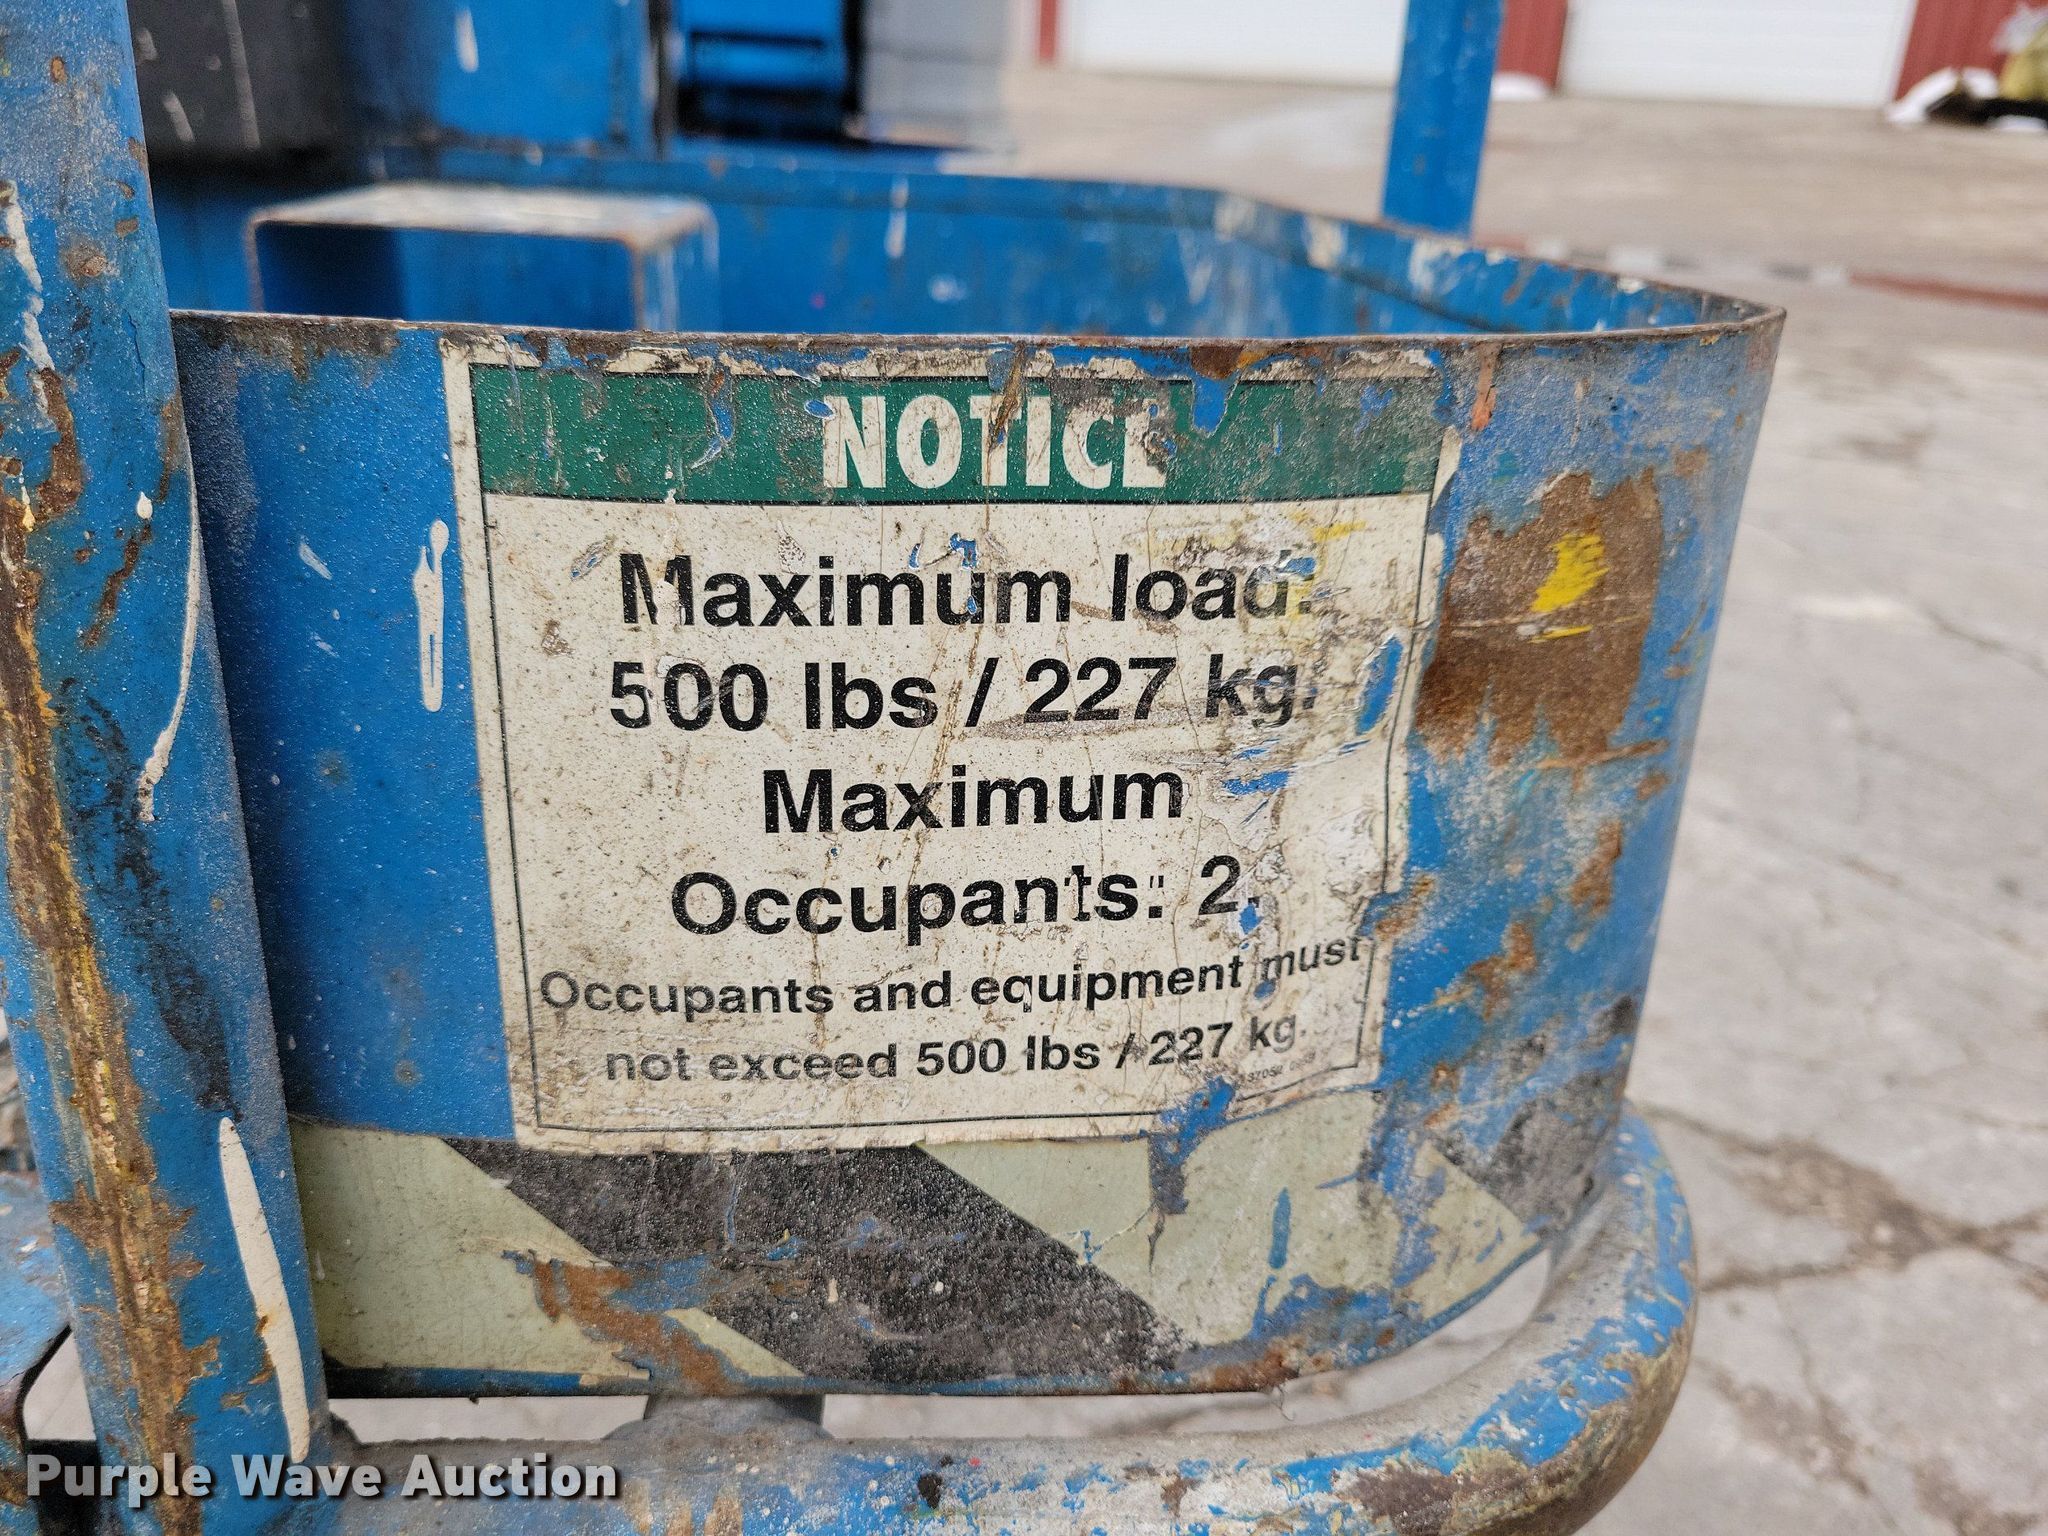 NOTICE
Maximum load:
500 lbs / 227 kg.
Maximum
Occupants: 2.
Occupants and equipment must
not exceed 500 lbs / 227 kg.
Purple Wave Auction